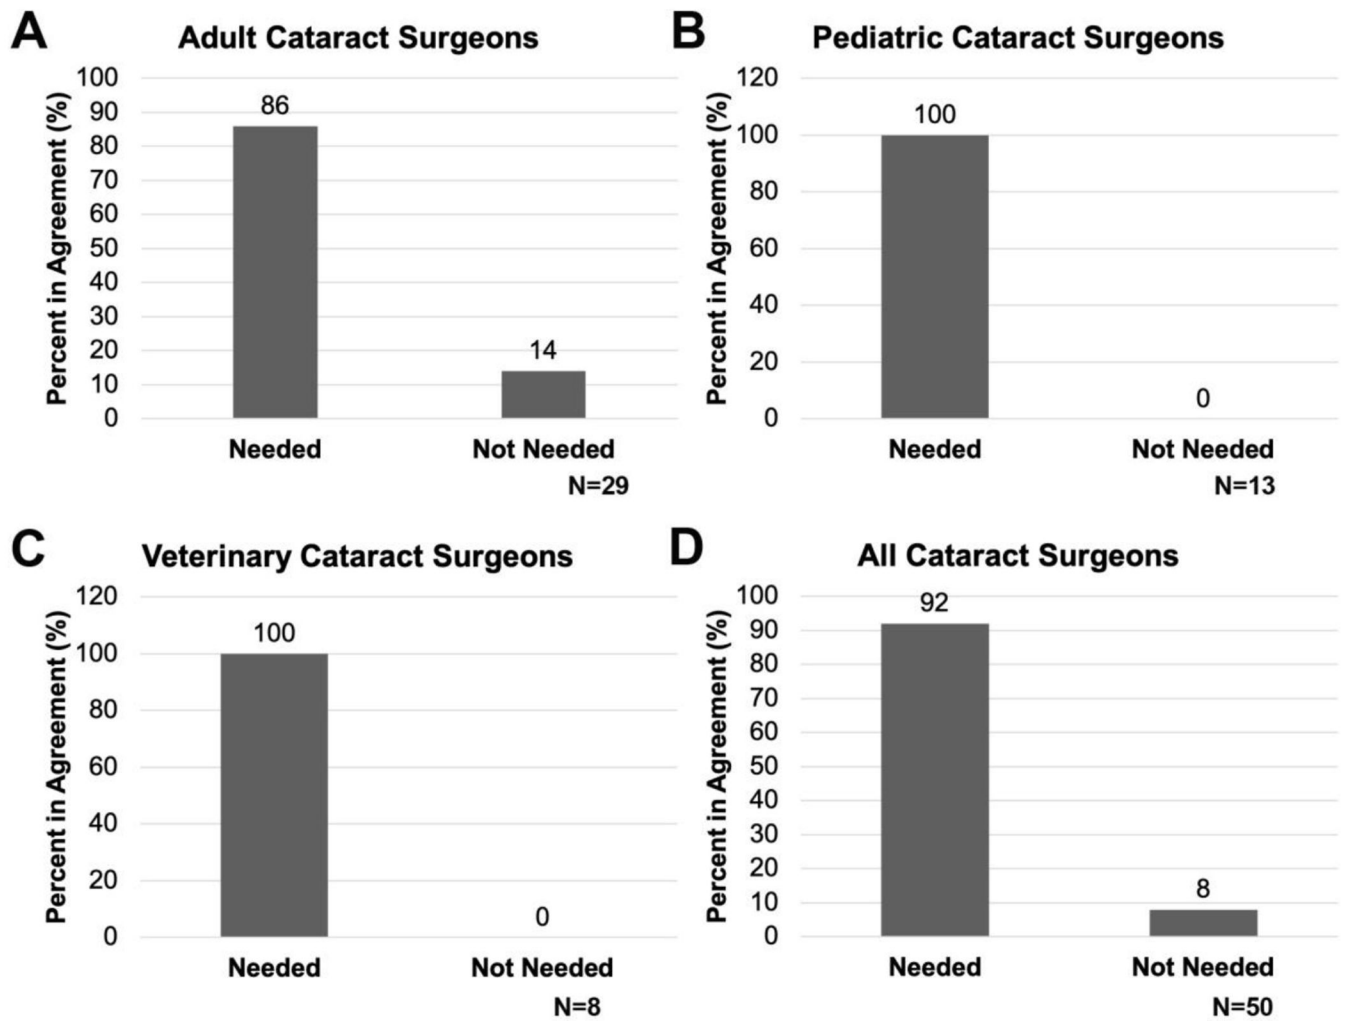 A
Adult Cataract Surgeons
Percent in Agreement (%)
100
90
80
70
60
50
40
30
20
10
0
86
14
Needed
Not Needed
N=29
B
Pediatric Cataract Surgeons
Percent in Agreement (%)
120
100
80
60
40
20
0
100
0
Needed
Not Needed
N=13
C
Veterinary Cataract Surgeons
Percent in Agreement (%)
120
100
80
60
40
20
0
100
0
Needed
Not Needed
N=8
D
All Cataract Surgeons
Percent in Agreement (%)
100
90
80
70
60
50
40
30
20
10
0
92
8
Needed
Not Needed
N=50